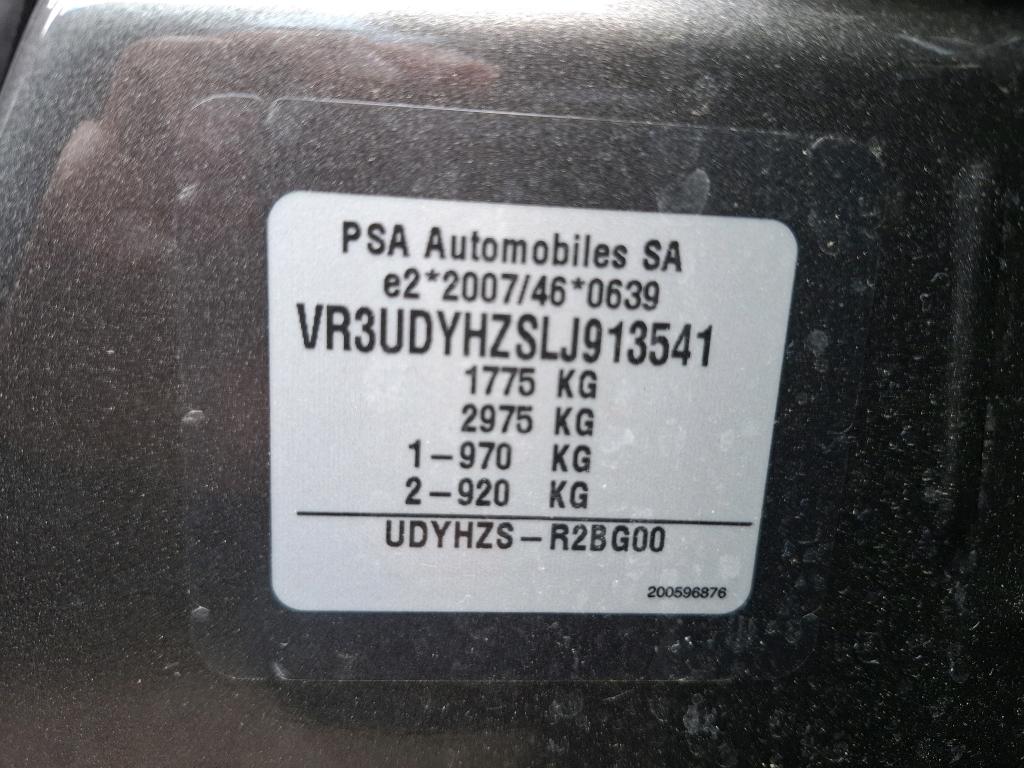 PSA Automobiles SA
e2*2007/46*0639
VR3UDYHZSLJ913541
1775 KG
2975 KG
1-970 KG
2-920 KG
UDYHZS-R2BG00
200596876